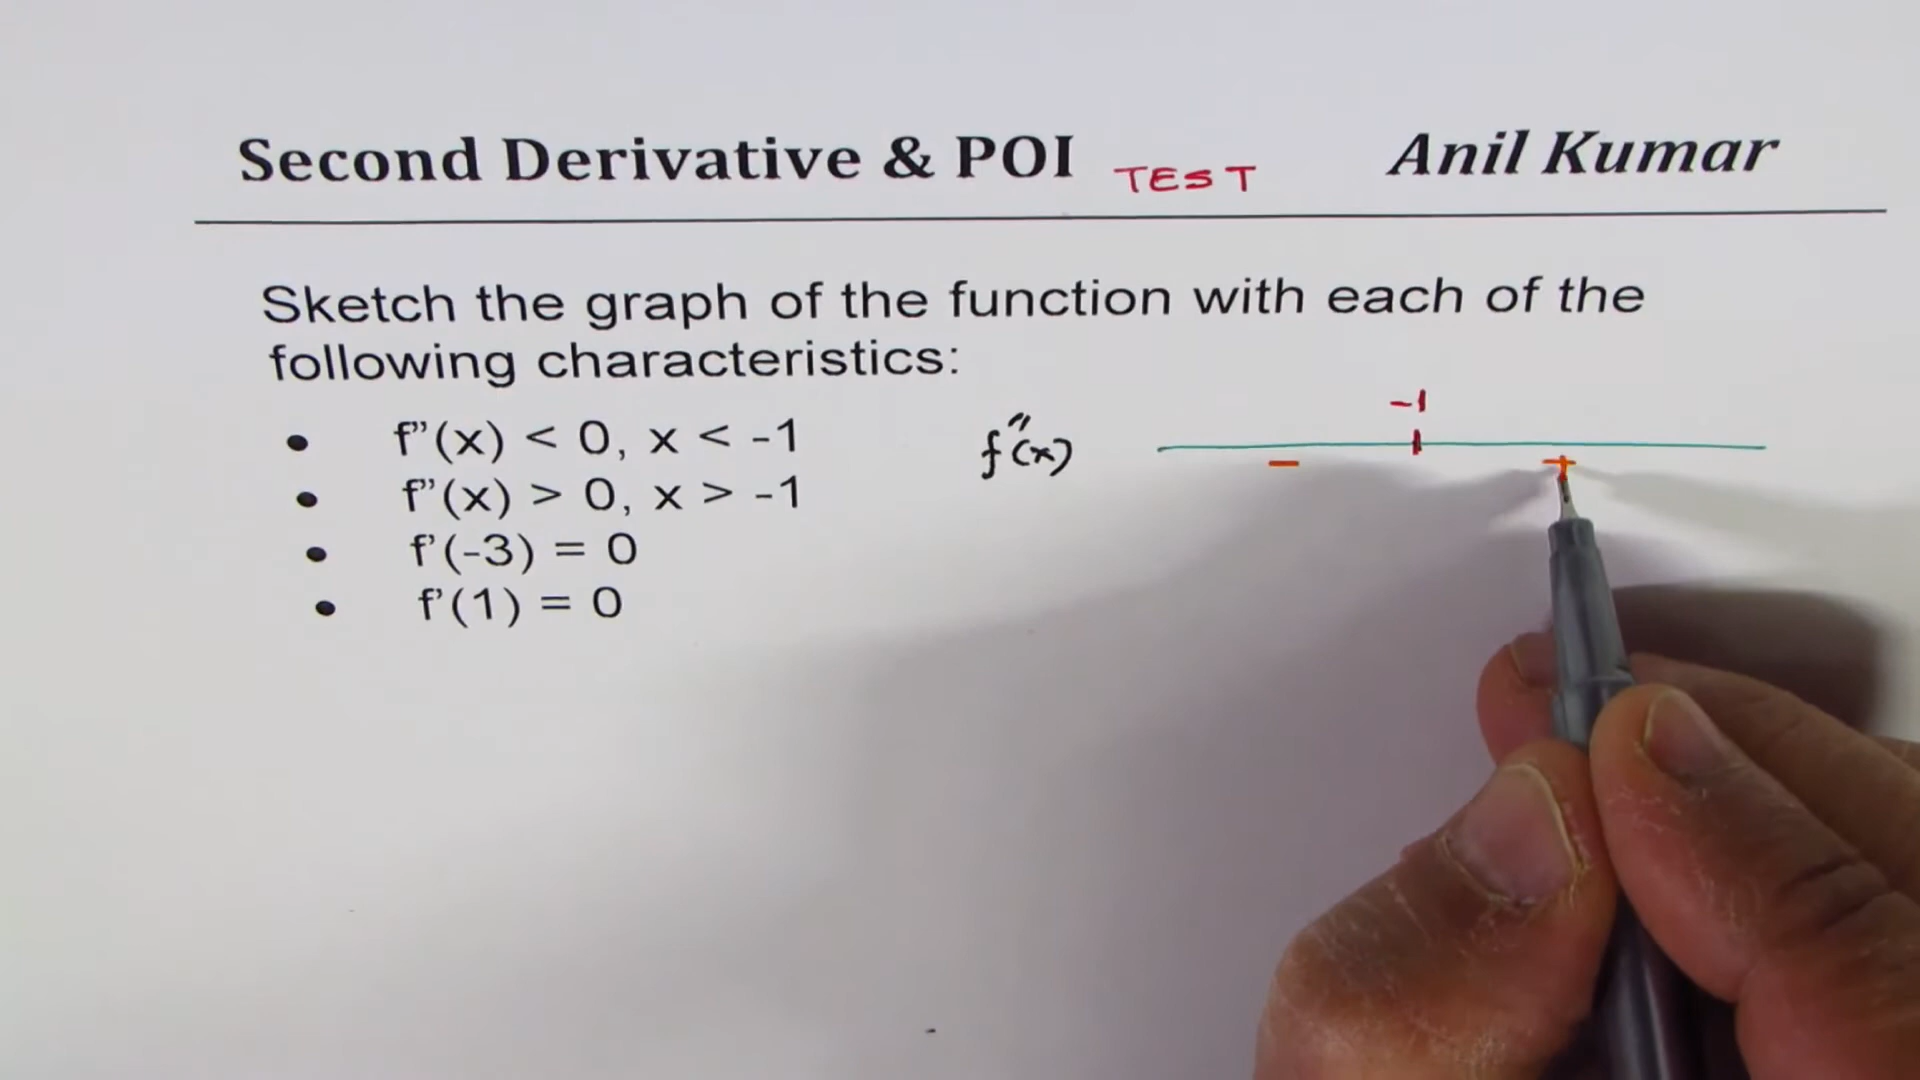 Second Derivative & POI TEST Anil Kumar
Sketch the graph of the function with each of the
following characteristics:
• f”(x) < 0, x < -1
• f”(x) > 0, x > -1
• f’(-3) = 0
• f’(1) = 0
-1
f"(x)
- +